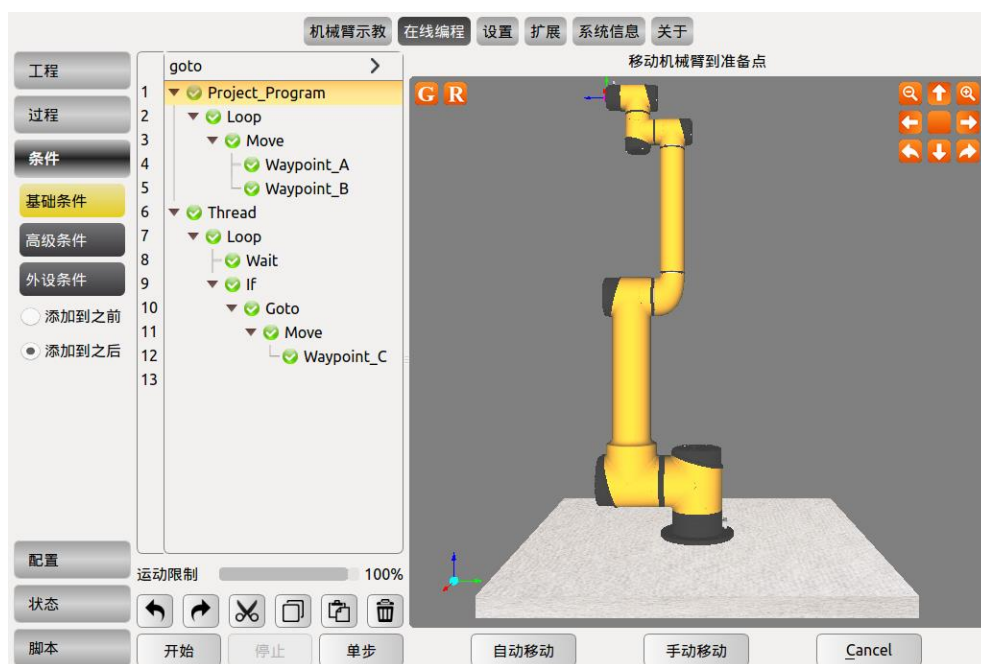 机械臂示教 在线编程 设置 扩展 系统信息 关于
工程
过程
条件
基础条件
高级条件
外设条件
添加到之前
添加到之后
配置
状态
脚本
goto
1 Project_Program
2 Loop
3 Move
4 Waypoint_A
5 Waypoint_B
6 Thread
7 Loop
8 Wait
9 If
10 Goto
11 Move
12 Waypoint_C
13
运动限制 100%
开始 停止 单步
移动机械臂到准备点
G R
自动移动 手动移动 Cancel